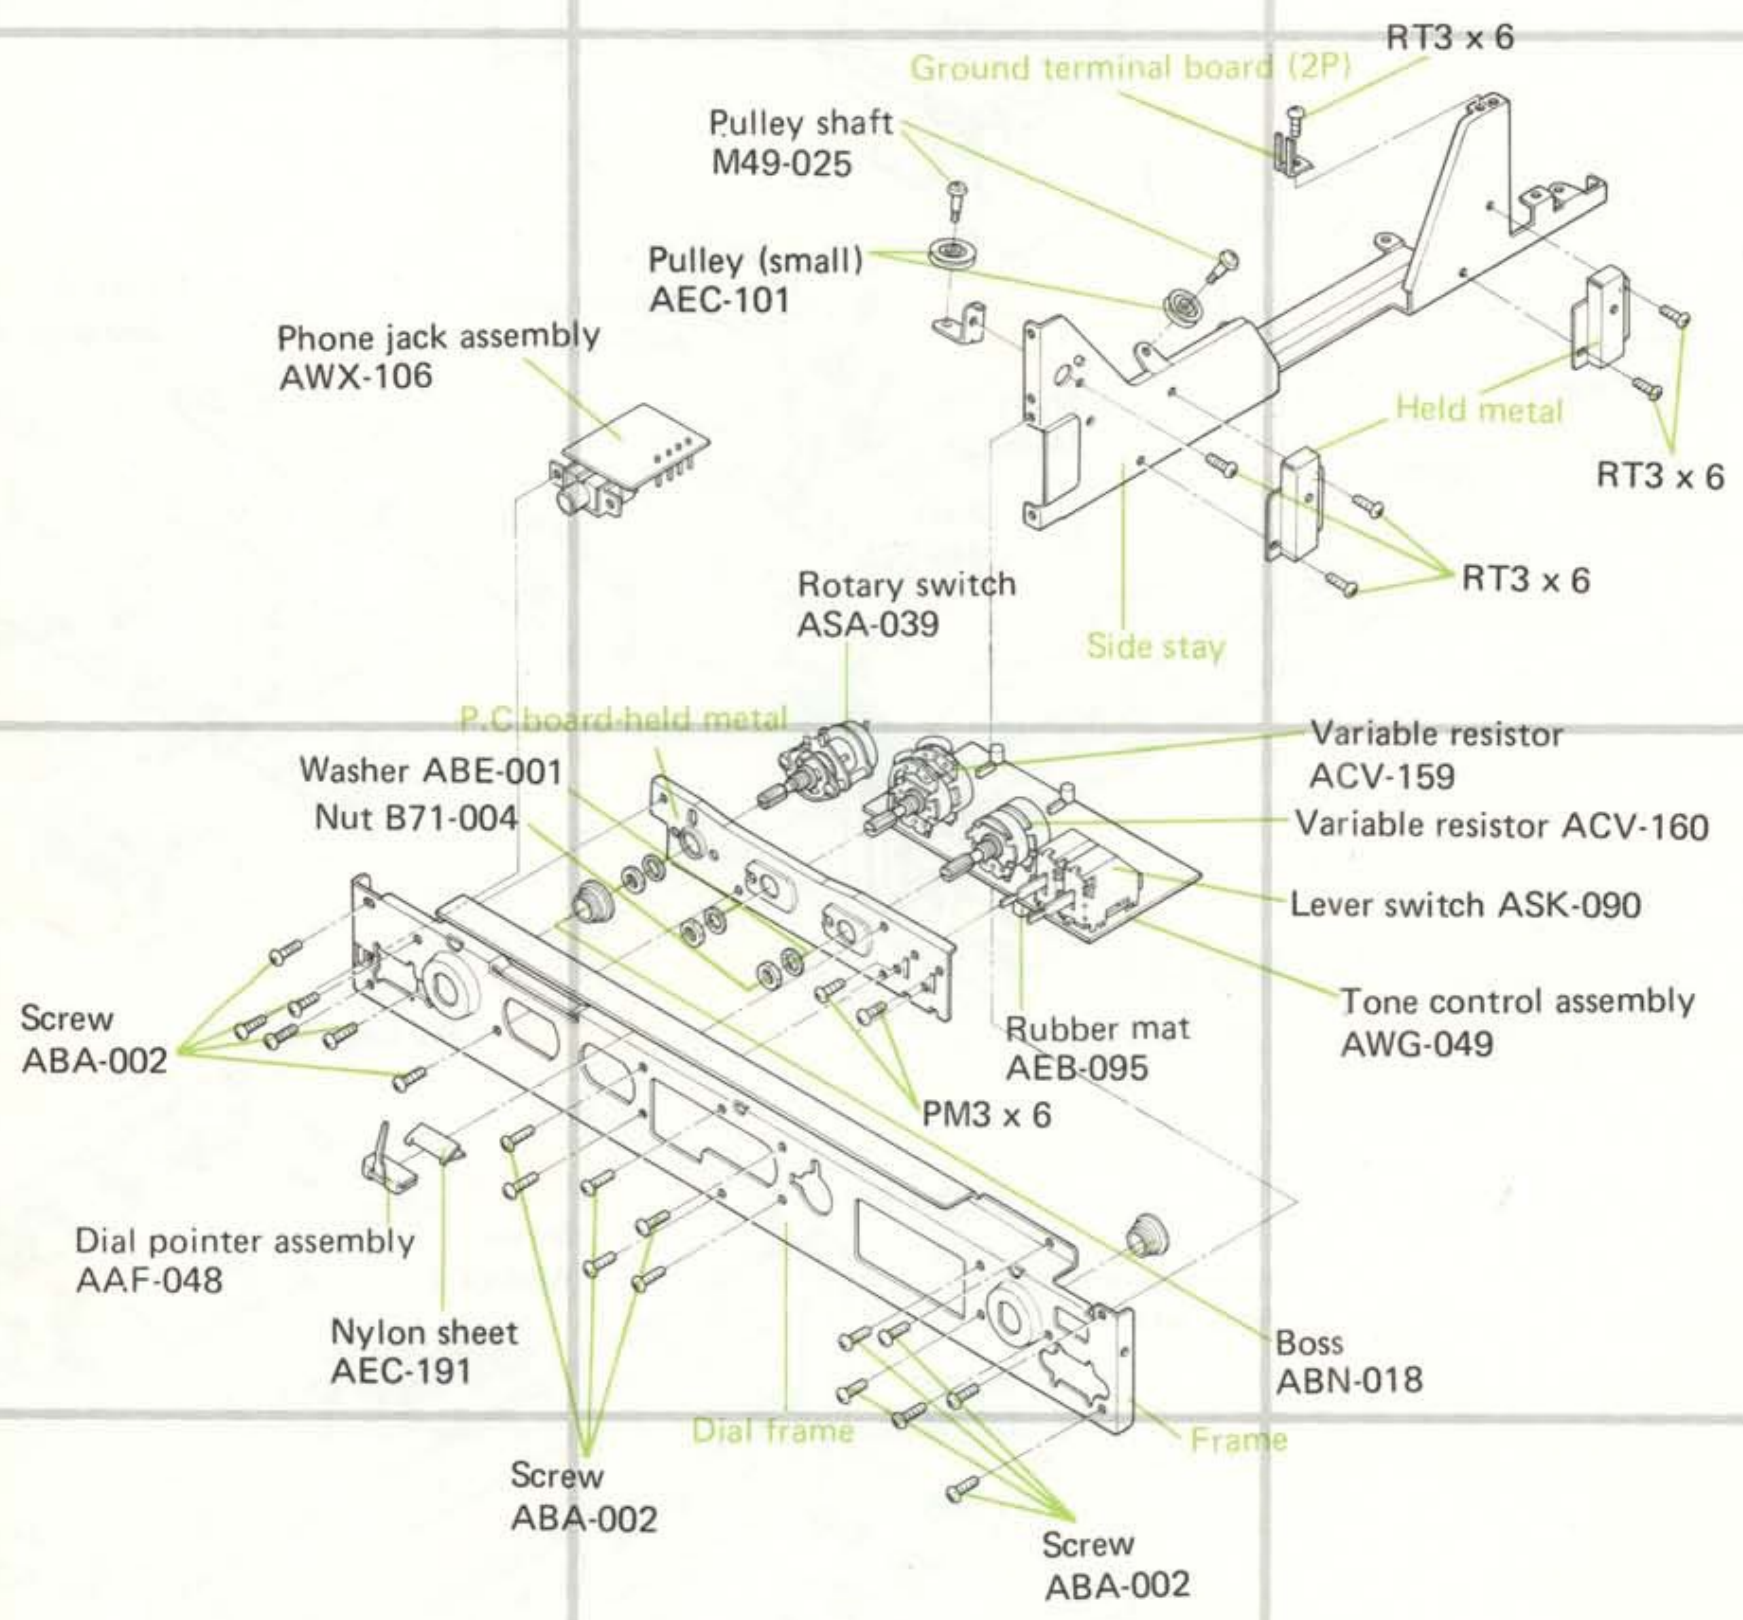 RT3 x 6
Ground terminal board (2P)
Pulley shaft
M49-025
Pulley (small)
AEC-101
Phone jack assembly
AWX-106
Held metal
RT3 x 6
RT3 x 6
Rotary switch
ASA-039
Side stay
P.C board-held metal
Washer ABE-001
Nut B71-004
Variable resistor
ACV-159
Variable resistor ACV-160
Lever switch ASK-090
Tone control assembly
AWG-049
Screw
ABA-002
Rubber mat
AEB-095
PM3 x 6
Dial pointer assembly
AAF-048
Nylon sheet
AEC-191
Boss
ABN-018
Dial frame
Frame
Screw
ABA-002
Screw
ABA-002